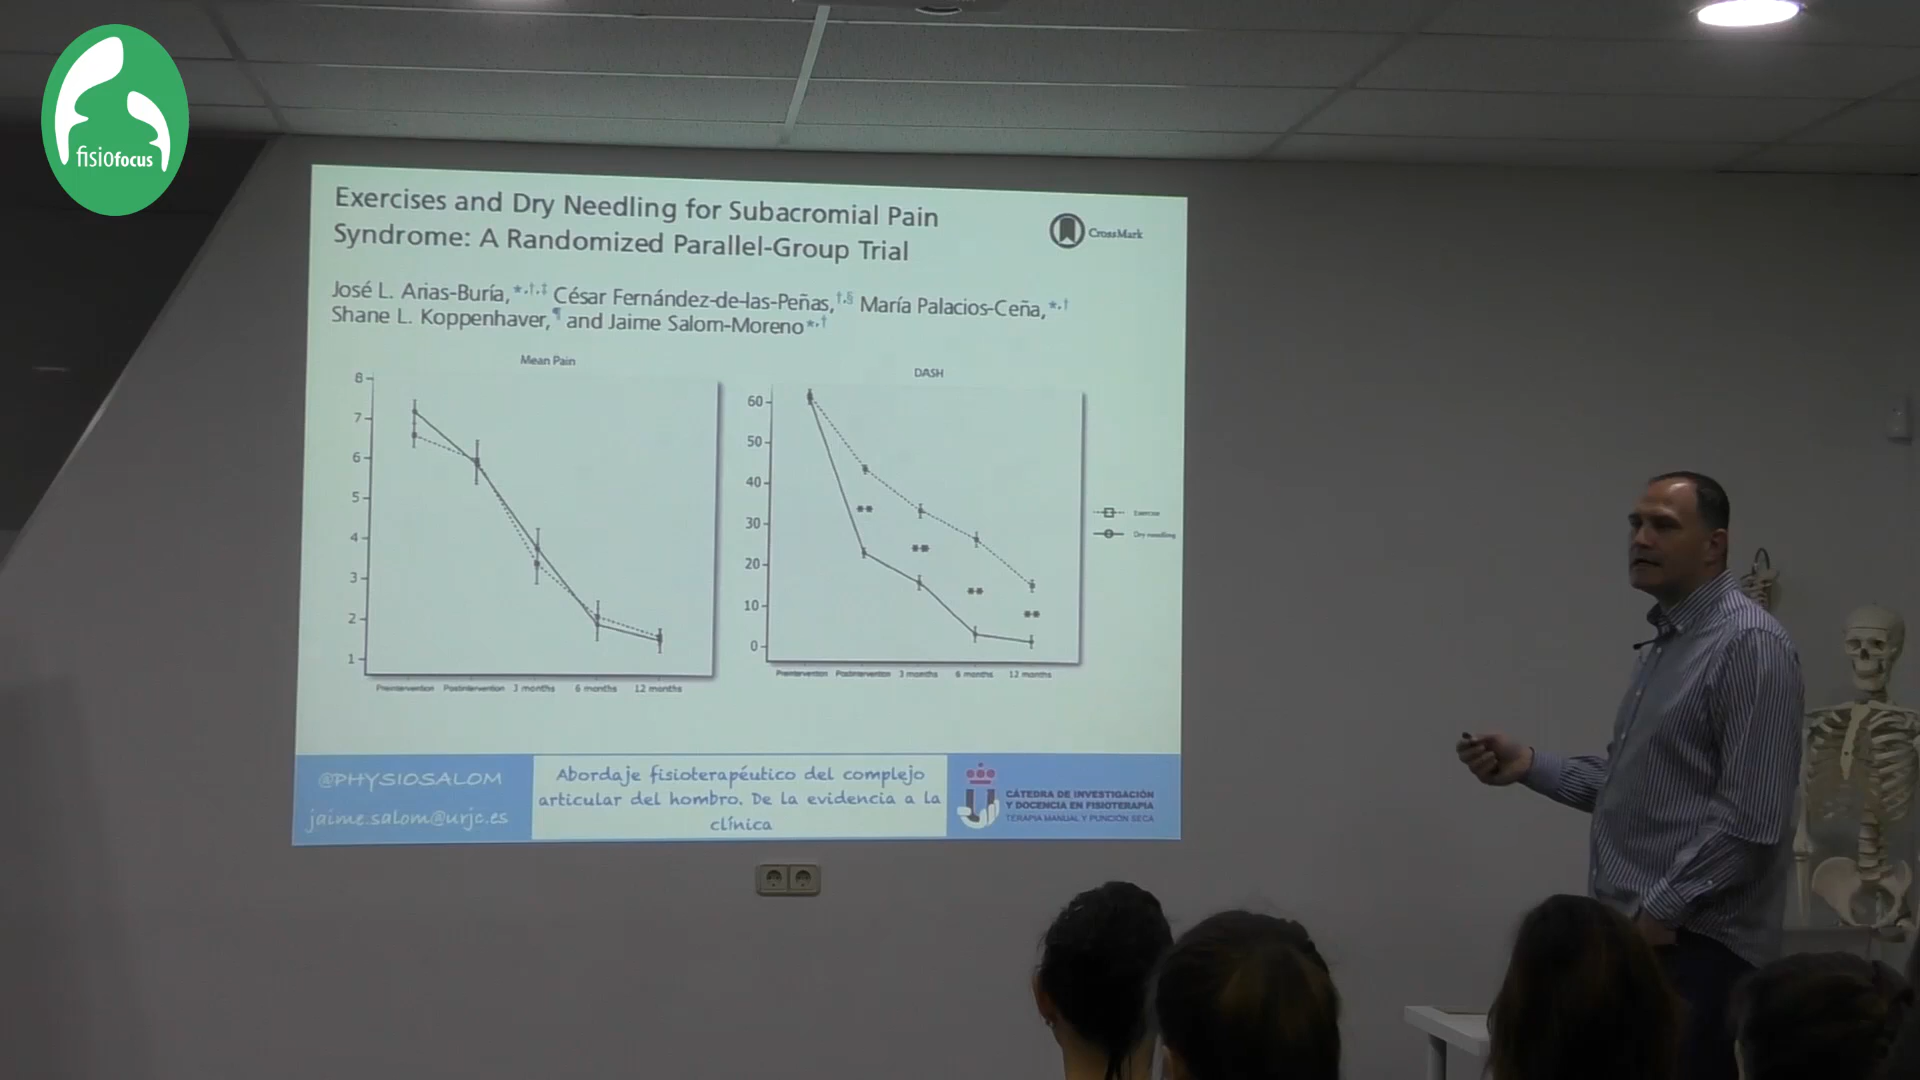 fisiofocus
Exercises and Dry Needling for Subacromial Pain
Syndrome: A Randomized Parallel-Group Trial
CrossMark
José L. Arias-Buría,*,†,‡ César Fernández-de-las-Peñas,†,§ María Palacios-Ceña,*,†
Shane L. Koppenhaver,¶ and Jaime Salom-Moreno*,†
Mean Pain
8
7
6
5
4
3
2
1
Preintervention Postintervention 3 months 6 months 12 months
DASH
60
50
40
30
20
10
0
**
**
**
**
Preintervention Postintervention 3 months 6 months 12 months
Exercise
Dry needling
@PHYSIOSALOM
jaime.salom@urjc.es
Abordaje fisioterapéutico del complejo
articular del hombro. De la evidencia a la
clínica
CÁTEDRA DE INVESTIGACIÓN
Y DOCENCIA EN FISIOTERAPIA
TERAPIA MANUAL Y PUNCIÓN SECA